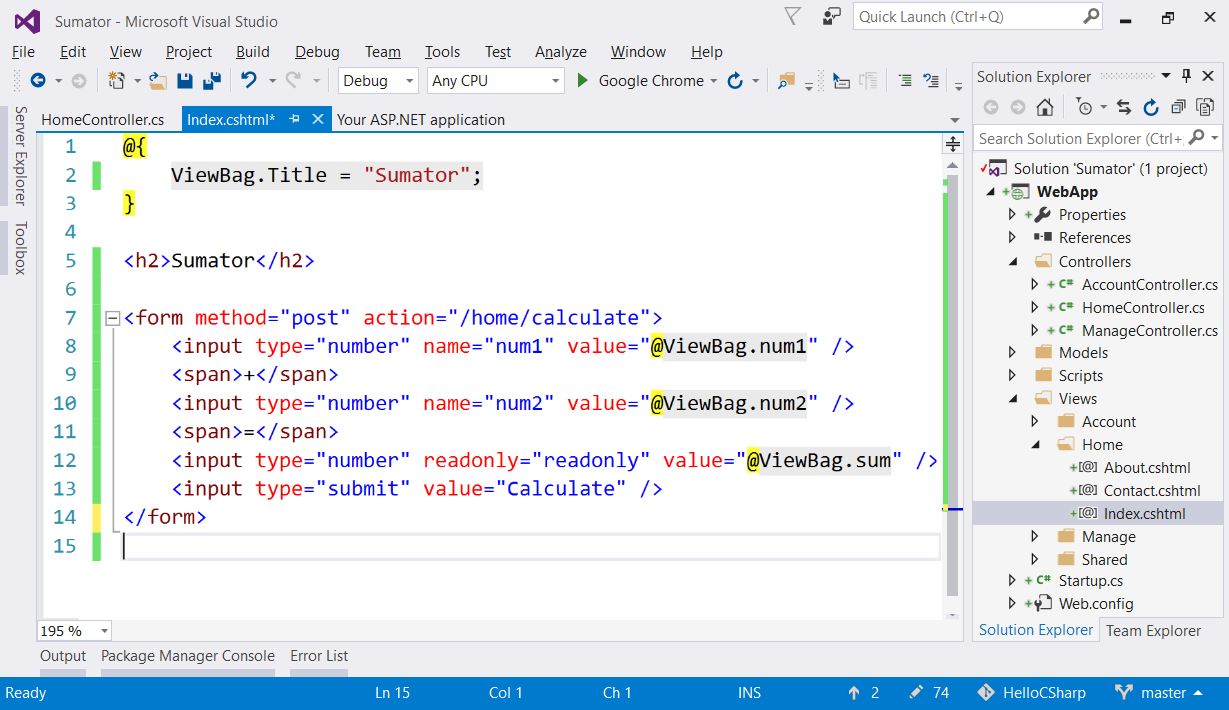 Sumator - Microsoft Visual Studio
Quick Launch (Ctrl+Q)
File Edit View Project Build Debug Team Tools Test Analyze Window Help
Debug Any CPU Google Chrome
Server Explorer
Toolbox
HomeController.cs Index.cshtml* Your ASP.NET application
1 @{
2 ViewBag.Title = "Sumator";
3 }
4
5 <h2>Sumator</h2>
6
7 <form method="post" action="/home/calculate">
8 <input type="number" name="num1" value="@ViewBag.num1" />
9 <span>+</span>
10 <input type="number" name="num2" value="@ViewBag.num2" />
11 <span>=</span>
12 <input type="number" readonly="readonly" value="@ViewBag.sum" />
13 <input type="submit" value="Calculate" />
14 </form>
15
195 %
Output Package Manager Console Error List
Solution Explorer
Search Solution Explorer (Ctrl+
Solution 'Sumator' (1 project)
WebApp
Properties
References
Controllers
C# AccountController.cs
C# HomeController.cs
C# ManageController.cs
Models
Scripts
Views
Account
Home
[@] About.cshtml
[@] Contact.cshtml
[@] Index.cshtml
Manage
Shared
C# Startup.cs
Web.config
Solution Explorer Team Explorer
Ready Ln 15 Col 1 Ch 1 INS 2 74 HelloCSharp master